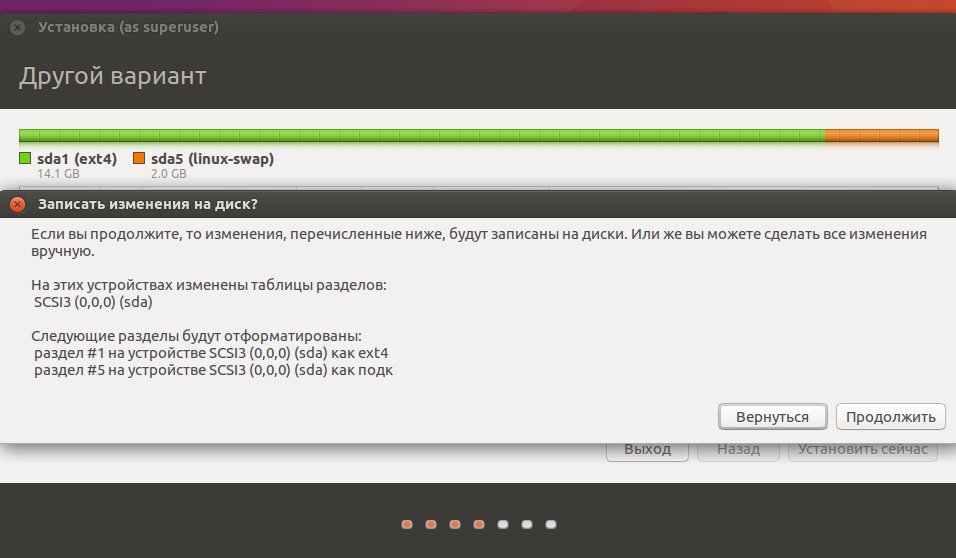 Установка (as superuser)
Другой вариант
sda1 (ext4)
sda5 (linux-swap)
14.1 GB
2.0 GB
Записать изменения на диск?
Если вы продолжите, то изменения, перечисленные ниже, будут записаны на диски. Или же вы можете сделать все изменения
вручную.
На этих устройствах изменены таблицы разделов:
SCSI3 (0,0,0) (sda)
Следующие разделы будут отформатированы:
раздел #1 на устройстве SCSI3 (0,0,0) (sda) как ext4
раздел #5 на устройстве SCSI3 (0,0,0) (sda) как подк
Вернуться
Продолжить
Выход
Назад
Установить сейчас